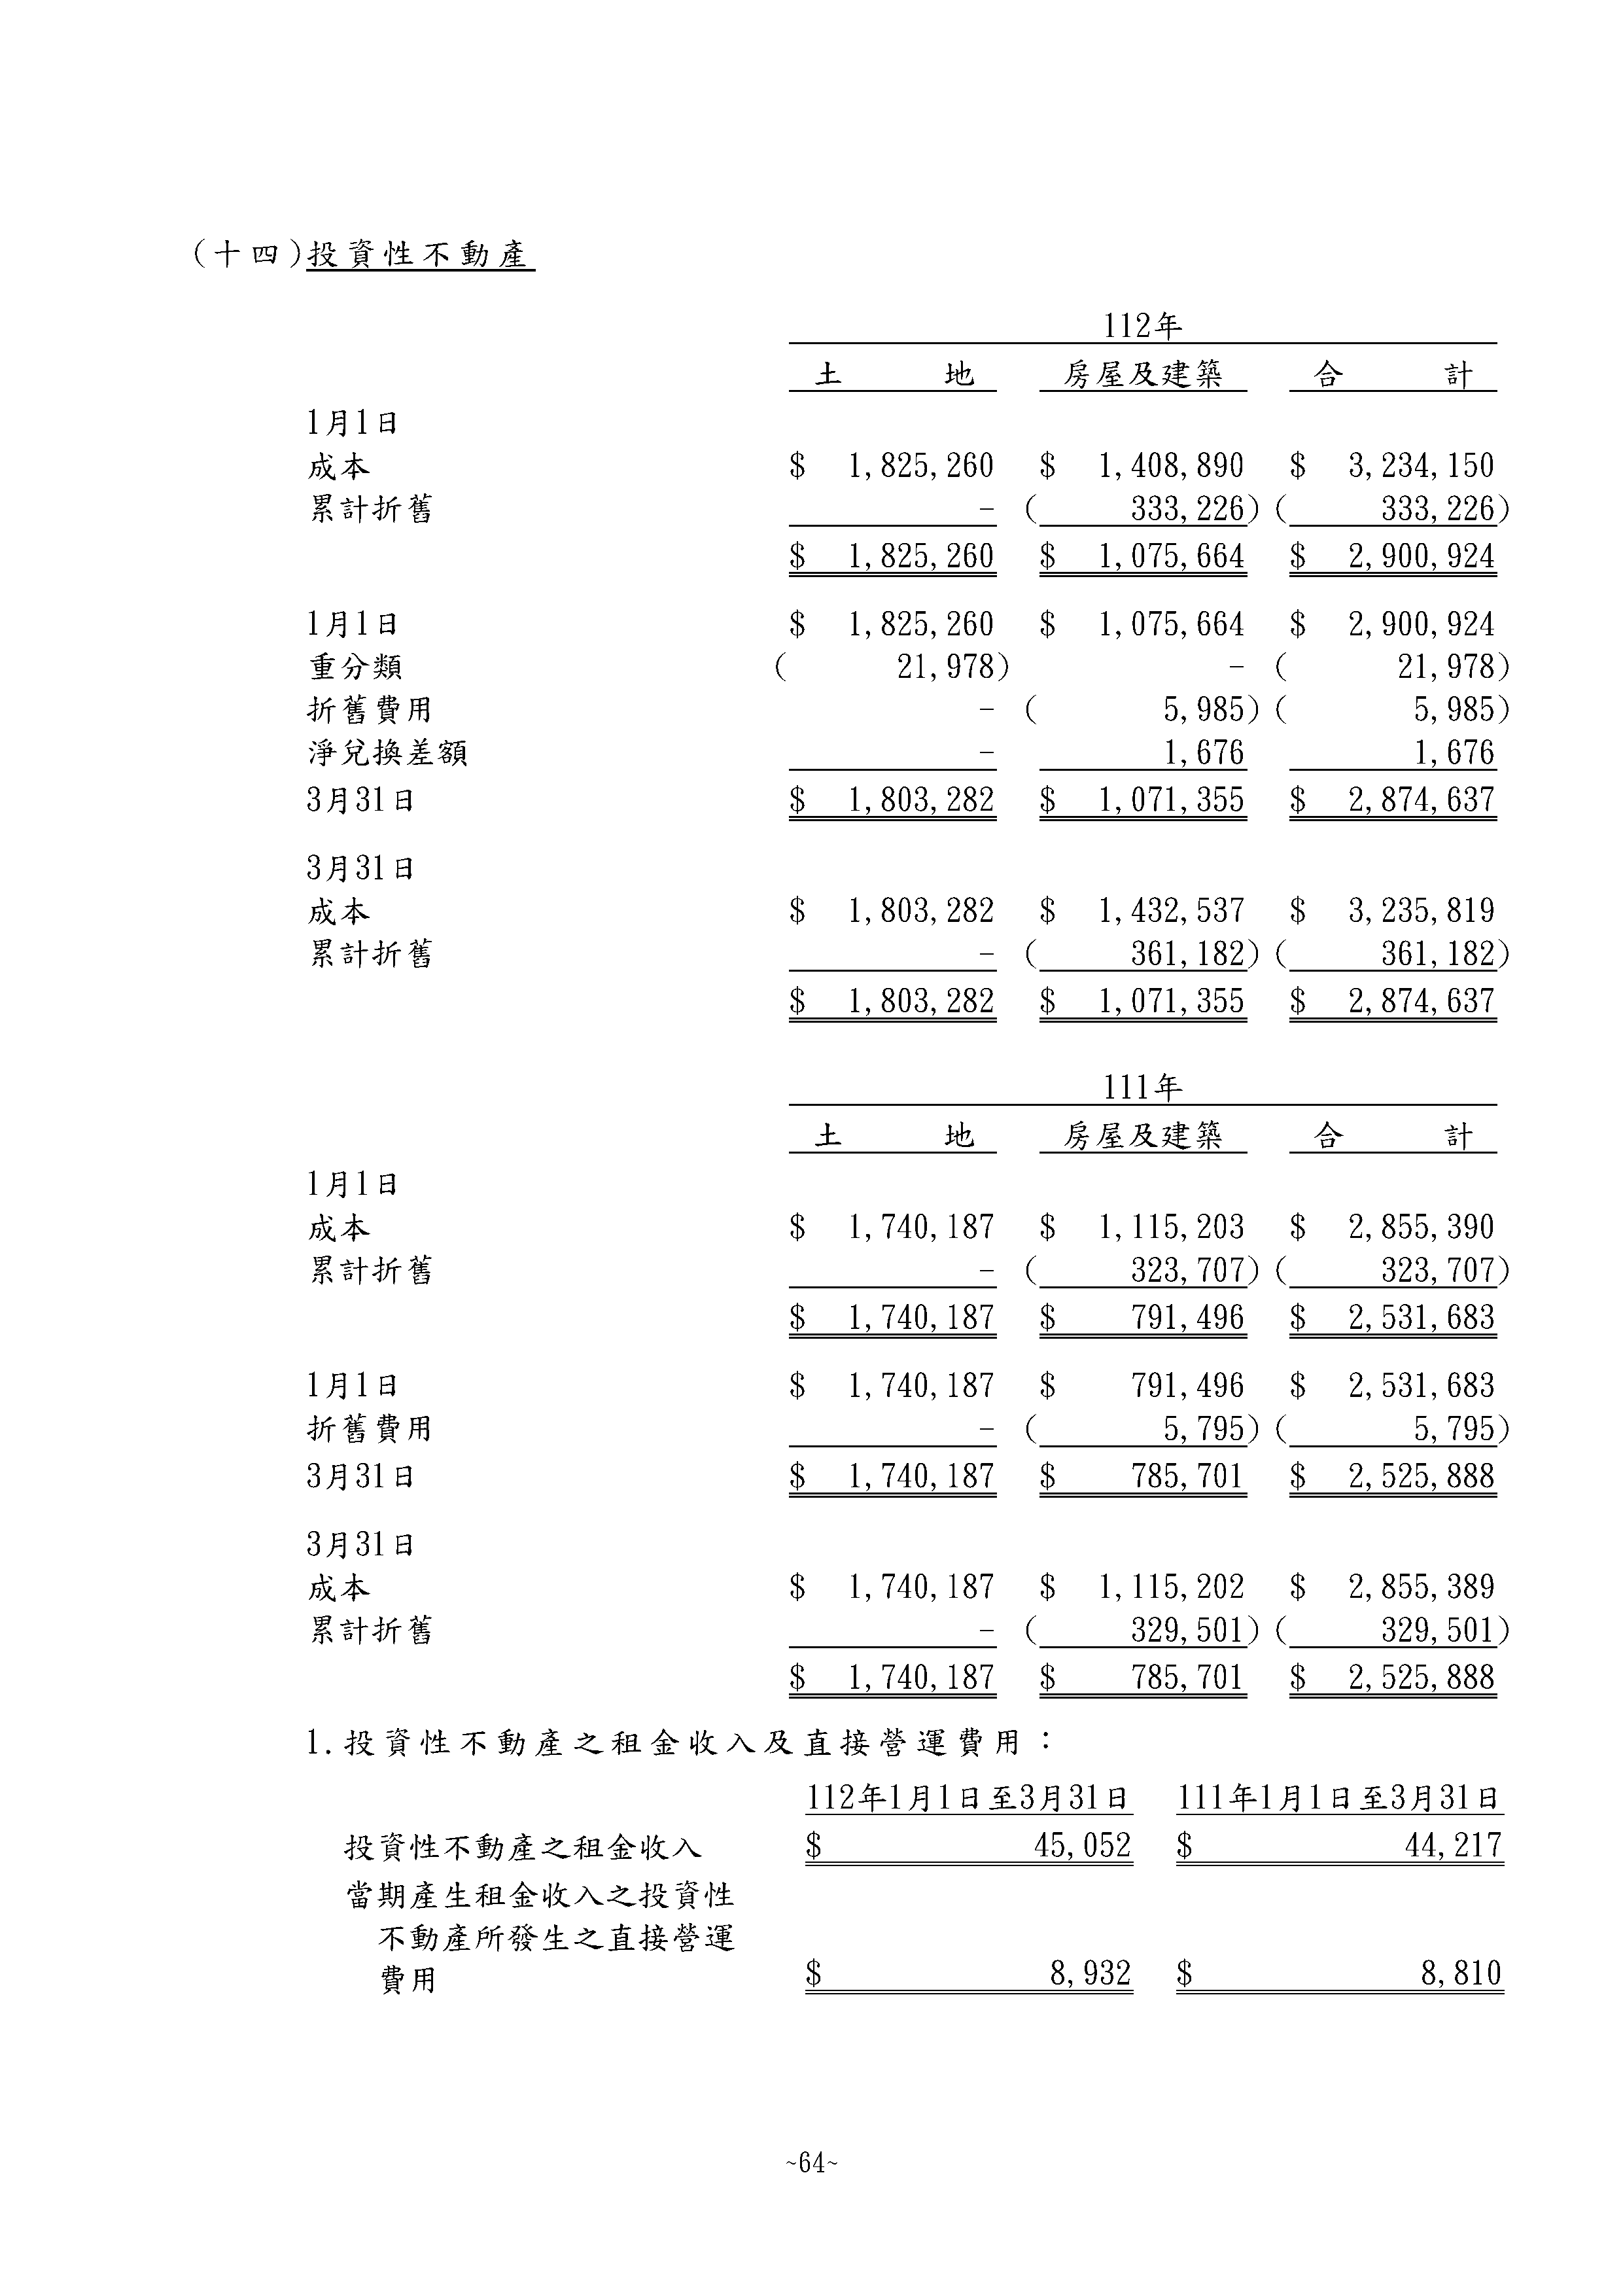 (十四)投資性不動產
112年
土地 房屋及建築 合計
1月1日
成本 $ 1,825,260 $ 1,408,890 $ 3,234,150
累計折舊 - ( 333,226) ( 333,226)
$ 1,825,260 $ 1,075,664 $ 2,900,924
1月1日 $ 1,825,260 $ 1,075,664 $ 2,900,924
重分類 ( 21,978) - ( 21,978)
折舊費用 - ( 5,985) ( 5,985)
淨兌換差額 - 1,676 1,676
3月31日 $ 1,803,282 $ 1,071,355 $ 2,874,637
3月31日
成本 $ 1,803,282 $ 1,432,537 $ 3,235,819
累計折舊 - ( 361,182) ( 361,182)
$ 1,803,282 $ 1,071,355 $ 2,874,637
111年
土地 房屋及建築 合計
1月1日
成本 $ 1,740,187 $ 1,115,203 $ 2,855,390
累計折舊 - ( 323,707) ( 323,707)
$ 1,740,187 $ 791,496 $ 2,531,683
1月1日 $ 1,740,187 $ 791,496 $ 2,531,683
折舊費用 - ( 5,795) ( 5,795)
3月31日 $ 1,740,187 $ 785,701 $ 2,525,888
3月31日
成本 $ 1,740,187 $ 1,115,202 $ 2,855,389
累計折舊 - ( 329,501) ( 329,501)
$ 1,740,187 $ 785,701 $ 2,525,888
1.投資性不動產之租金收入及直接營運費用：
112年1月1日至3月31日 111年1月1日至3月31日
投資性不動產之租金收入 $ 45,052 $ 44,217
當期產生租金收入之投資性
不動產所發生之直接營運
費用 $ 8,932 $ 8,810
~64~